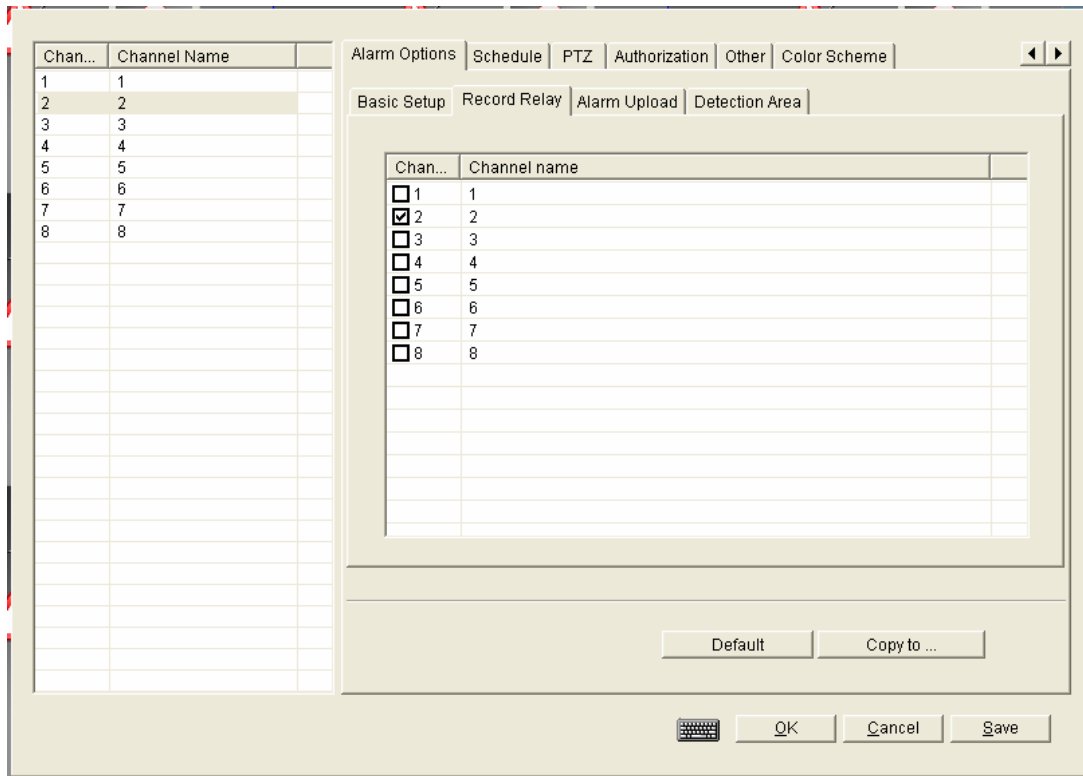 Chan... Channel Name
1 1
2 2
3 3
4 4
5 5
6 6
7 7
8 8
Alarm Options Schedule PTZ Authorization Other Color Scheme
Basic Setup Record Relay Alarm Upload Detection Area
Chan... Channel name
1 1
2 2
3 3
4 4
5 5
6 6
7 7
8 8
Default Copy to ...
OK Cancel Save